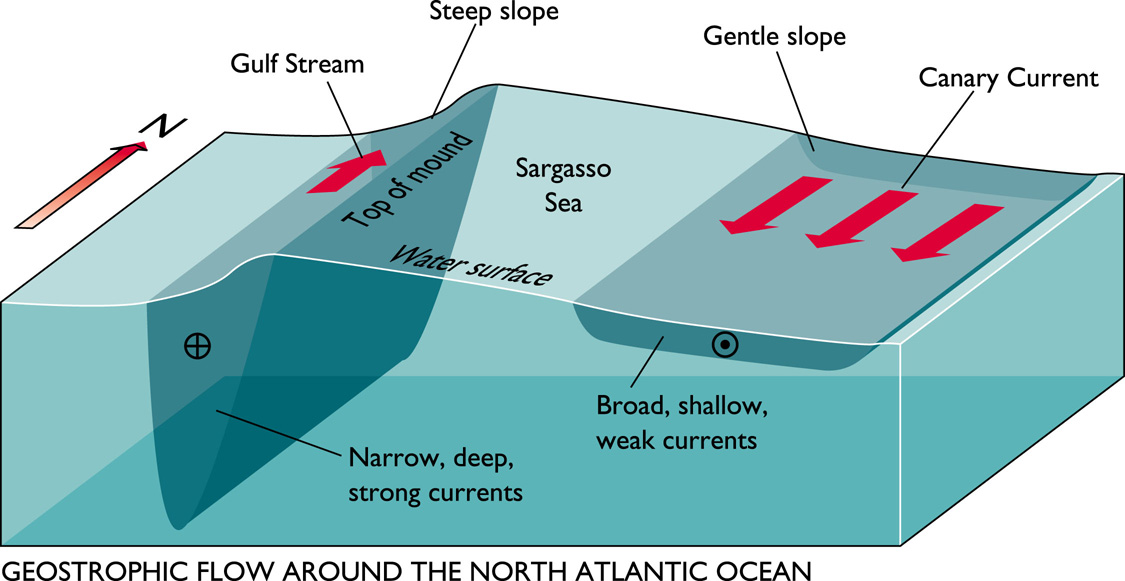 Steep slope
Gentle slope
Gulf Stream
Canary Current
N
Top of mound
Sargasso
Sea
Water surface
Broad, shallow,
weak currents
Narrow, deep,
strong currents
GEOSTROPHIC FLOW AROUND THE NORTH ATLANTIC OCEAN